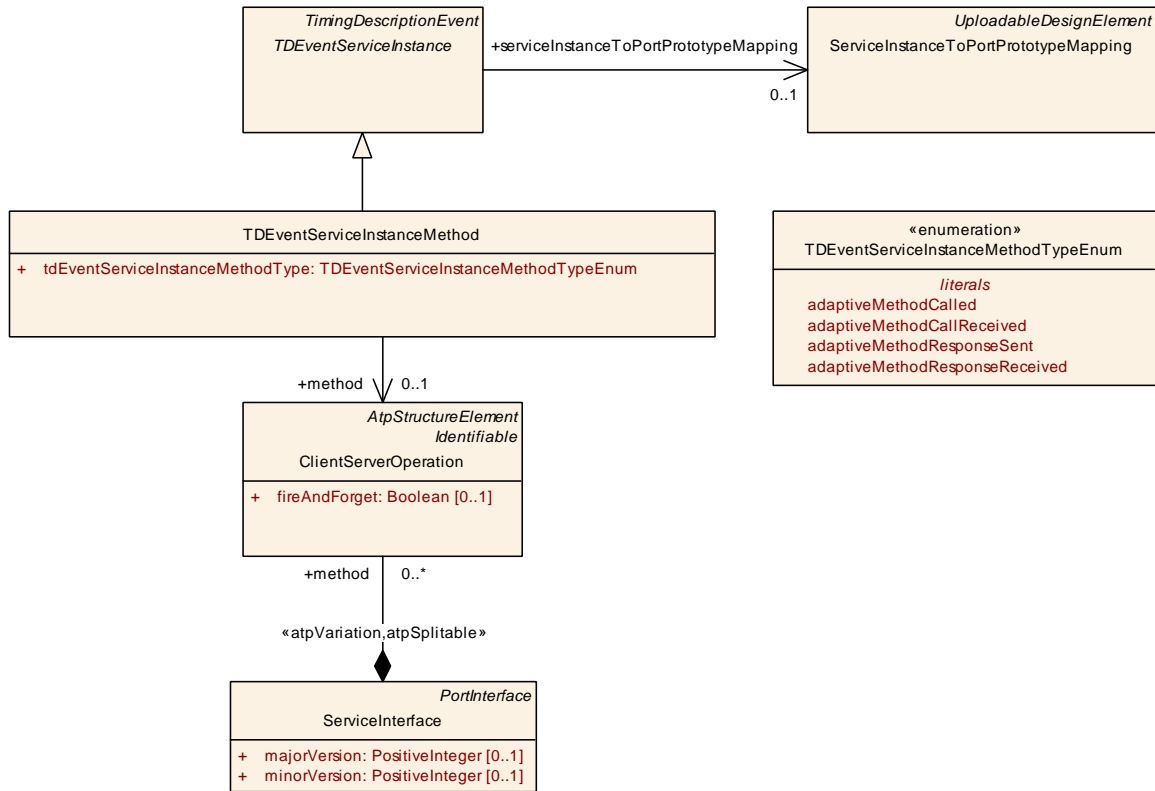 TimingDescriptionEvent
TDEventServiceInstance
+serviceInstanceToPortPrototypeMapping
0..1
UploadableDesignElement
ServiceInstanceToPortPrototypeMapping
TDEventServiceInstanceMethod
+ tdEventServiceInstanceMethodType: TDEventServiceInstanceMethodTypeEnum
«enumeration»
TDEventServiceInstanceMethodTypeEnum
literals
adaptiveMethodCalled
adaptiveMethodCallReceived
adaptiveMethodResponseSent
adaptiveMethodResponseReceived
+method 0..1
AtpStructureElement
Identifiable
ClientServerOperation
+ fireAndForget: Boolean [0..1]
+method 0..*
«atpVariation,atpSplitable»
PortInterface
ServiceInterface
+ majorVersion: PositiveInteger [0..1]
+ minorVersion: PositiveInteger [0..1]